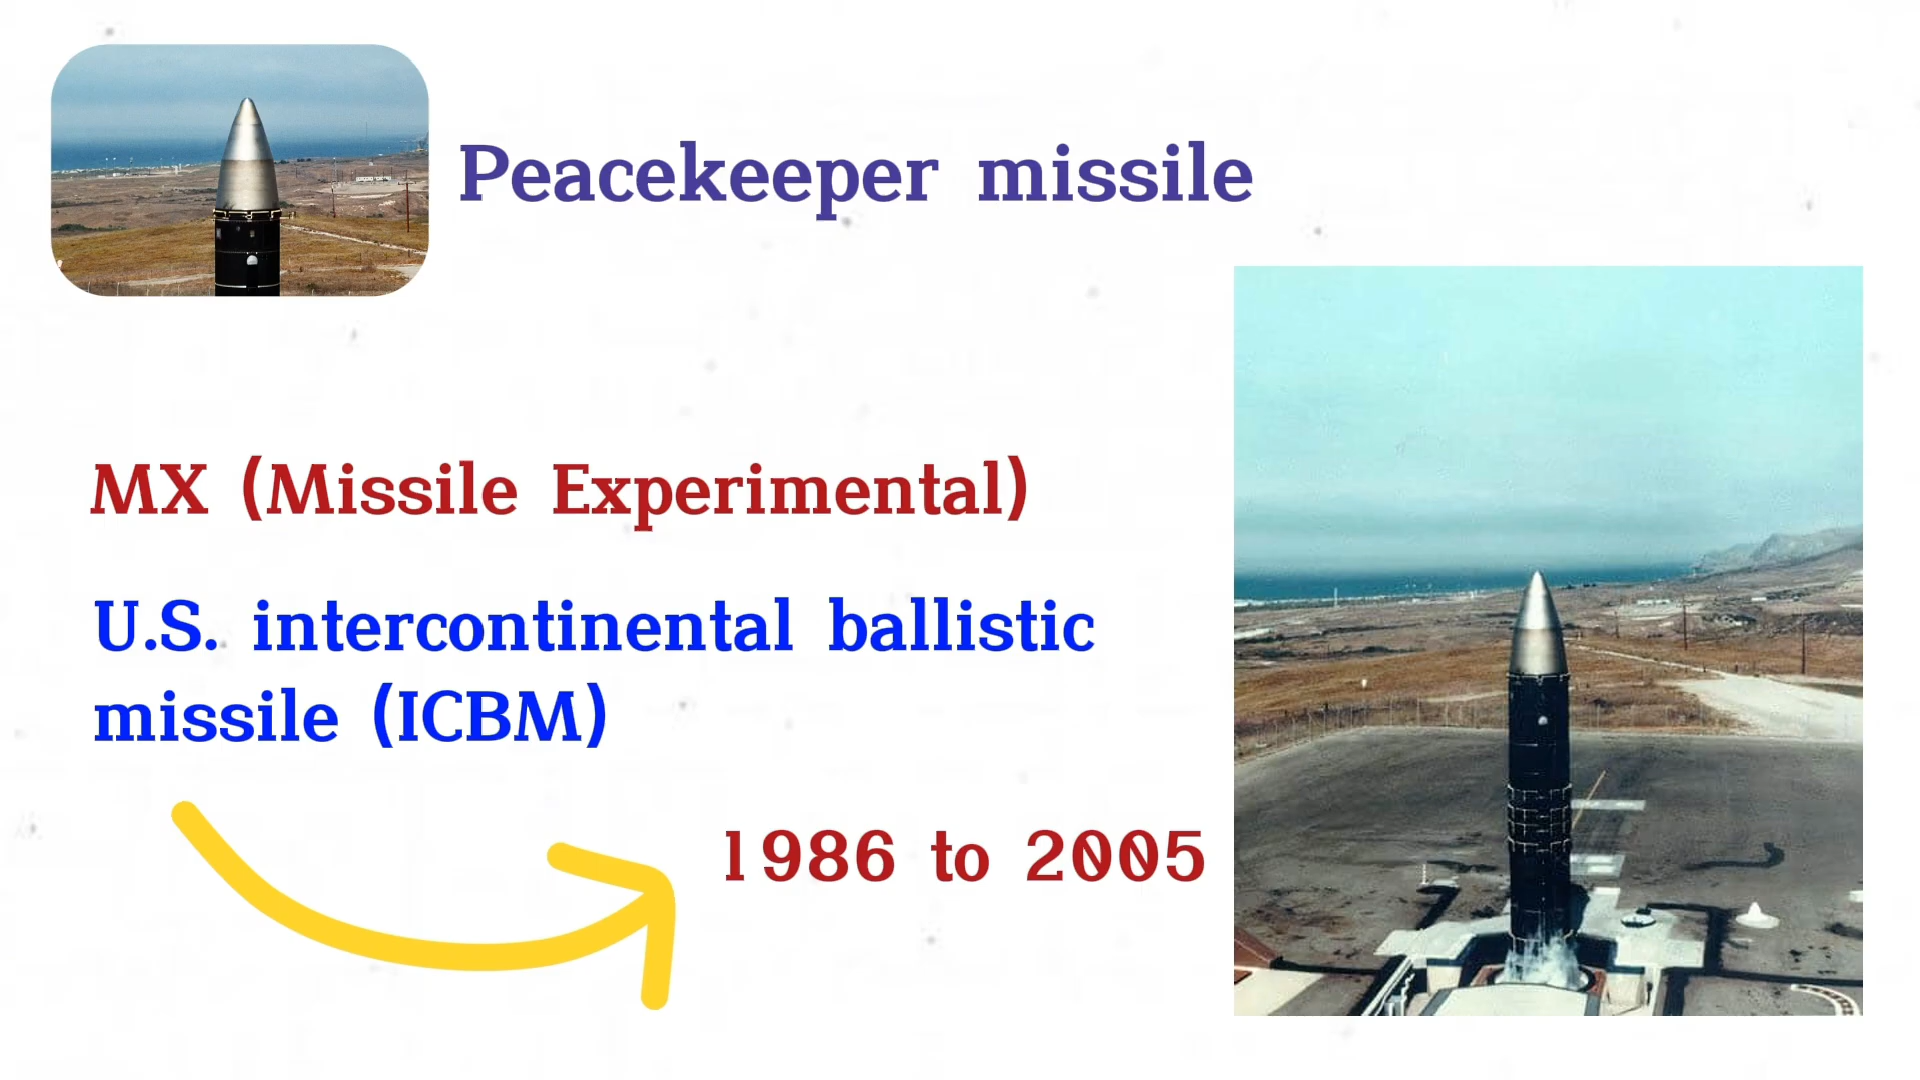 Peacekeeper missile
MX (Missile Experimental)
U.S. intercontinental ballistic
missile (ICBM)
1986 to 2005